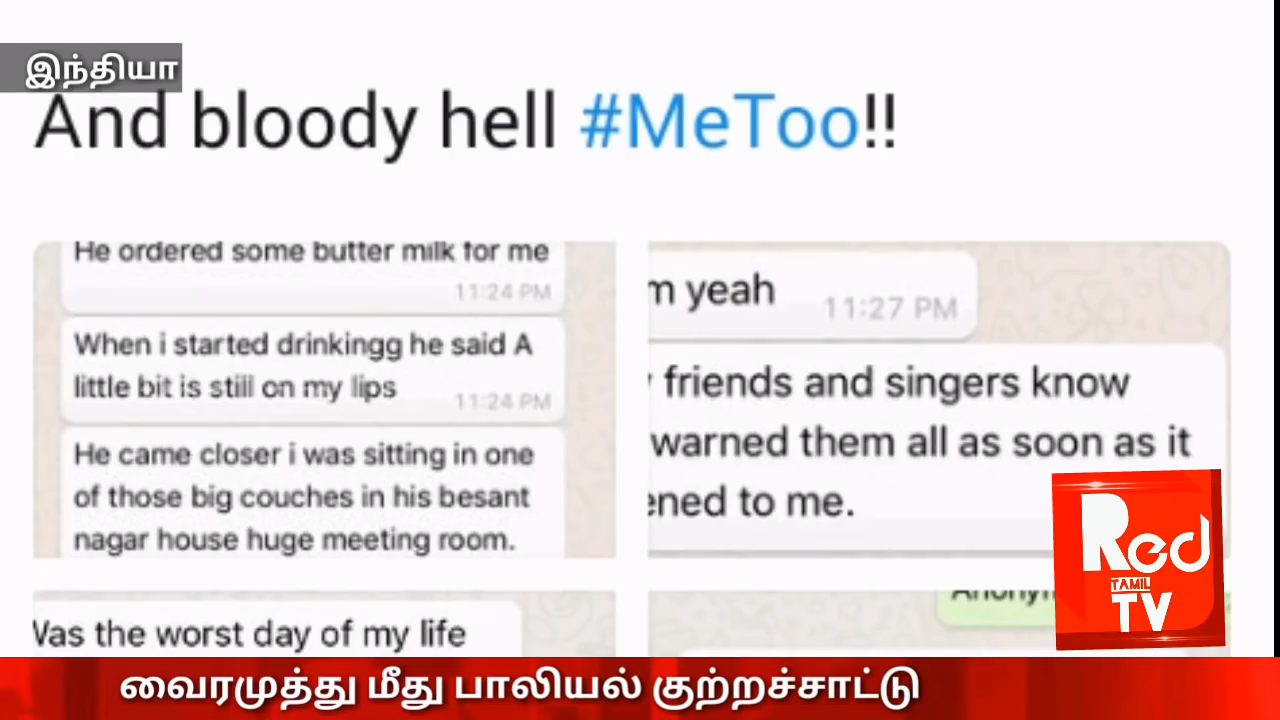 இந்தியா
And bloody hell #MeToo!!
He ordered some butter milk for me
11:24 PM
When i started drinkingg he said A
little bit is still on my lips
11:24 PM
He came closer i was sitting in one
of those big couches in his besant
nagar house huge meeting room.
m yeah
11:27 PM
friends and singers know
warned them all as soon as it
ened to me.
Was the worst day of my life
Red
TAMIL
TV
வைரமுத்து மீது பாலியல் குற்றச்சாட்டு